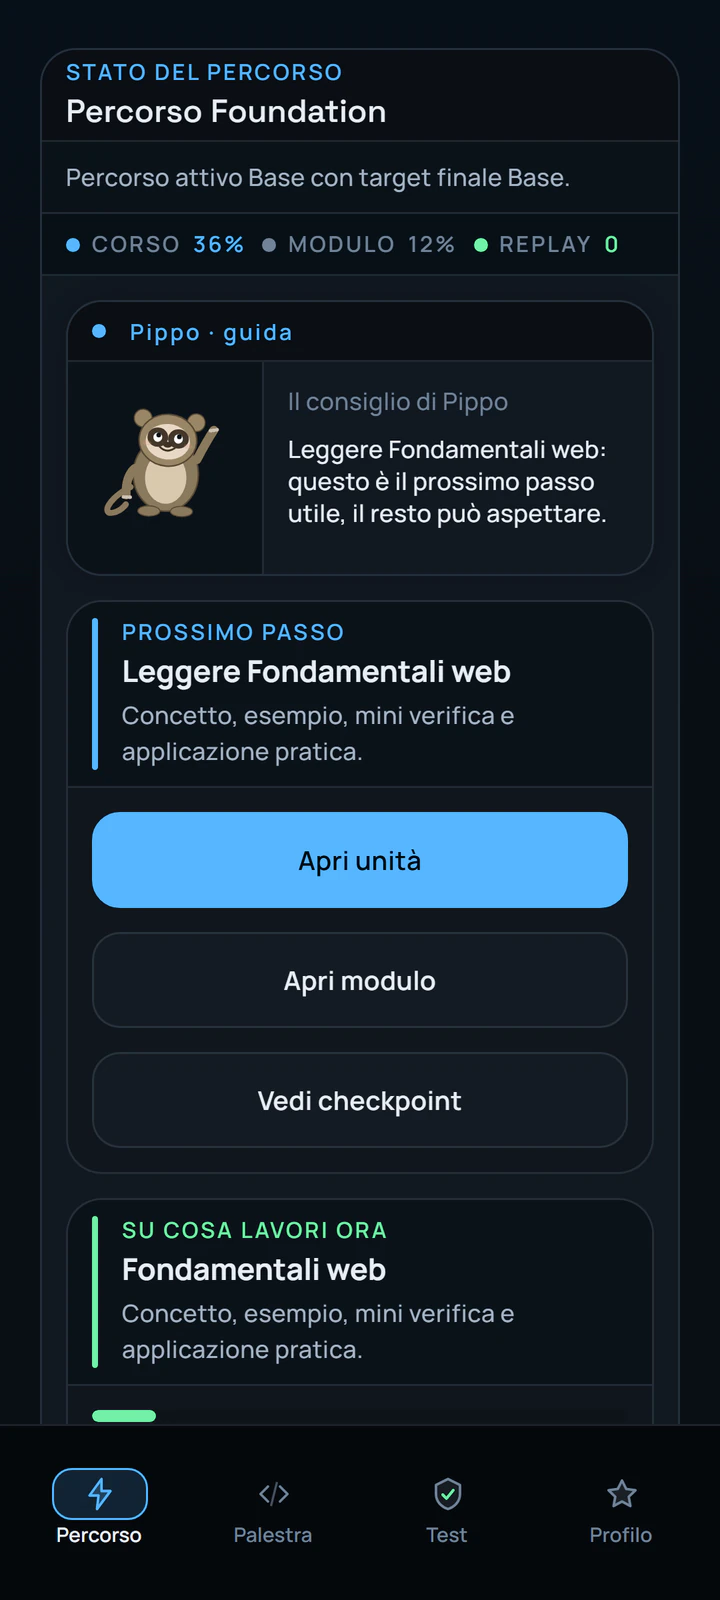 STATO DEL PERCORSO
Percorso Foundation
Percorso attivo Base con target finale Base.
CORSO 36% MODULO 12% REPLAY 0
Pippo · guida
Il consiglio di Pippo
Leggere Fondamentali web:
questo è il prossimo passo
utile, il resto può aspettare.
PROSSIMO PASSO
Leggere Fondamentali web
Concetto, esempio, mini verifica e
applicazione pratica.
Apri unità
Apri modulo
Vedi checkpoint
SU COSA LAVORI ORA
Fondamentali web
Concetto, esempio, mini verifica e
applicazione pratica.
Percorso Palestra Test Profilo